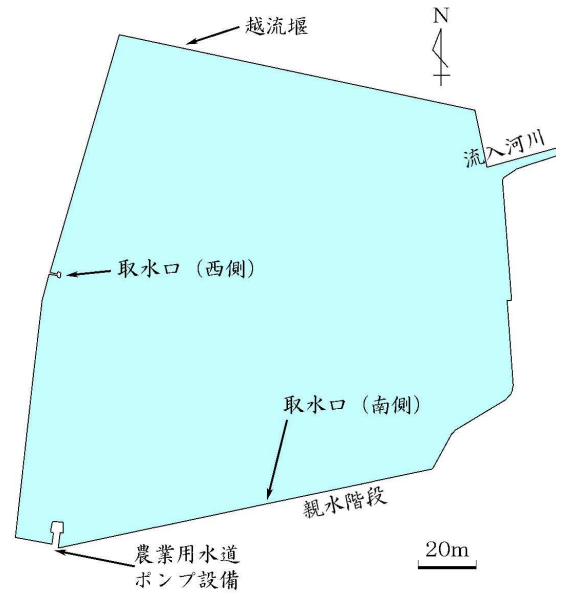 越流堰
N
流入河川
取水口（西側）
取水口（南側）
親水階段
農業用水道
ポンプ設備
20m